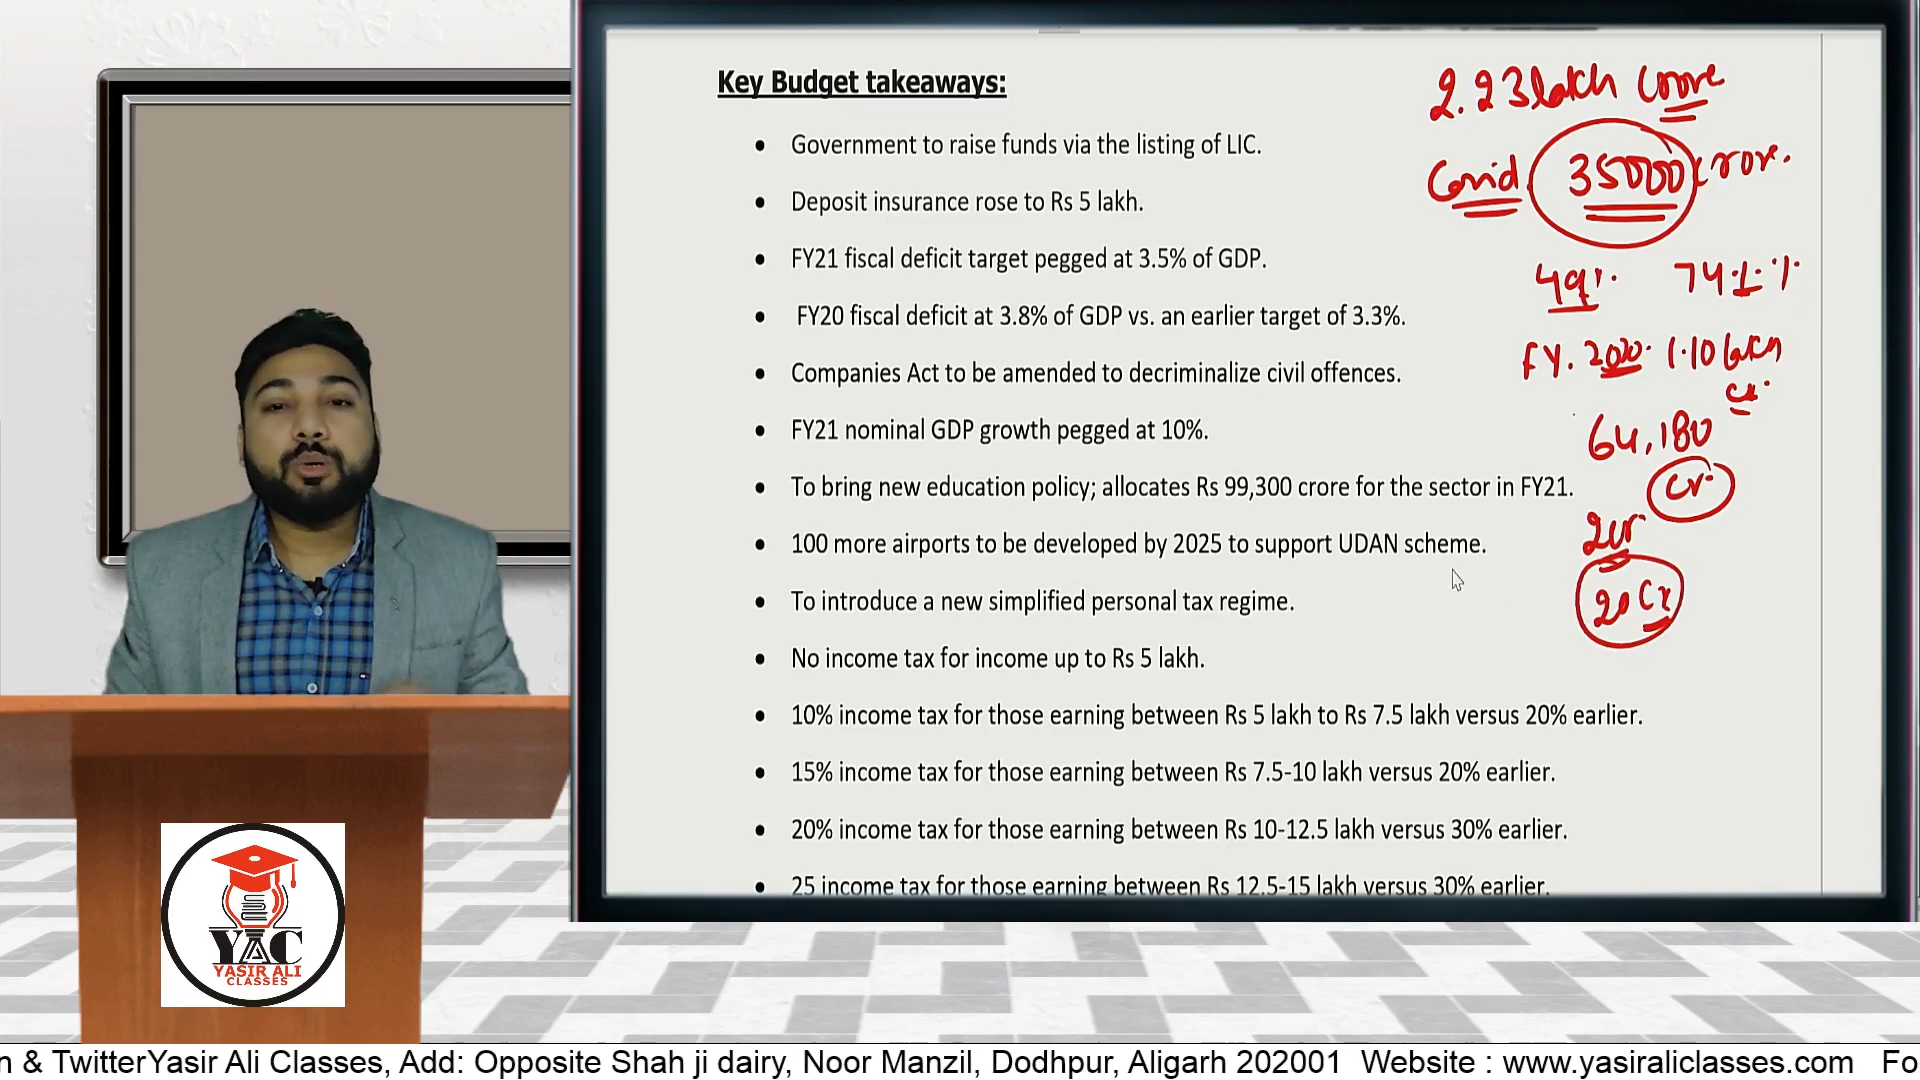 Key Budget takeaways:
• Government to raise funds via the listing of LIC.
• Deposit insurance rose to Rs 5 lakh.
• FY21 fiscal deficit target pegged at 3.5% of GDP.
• FY20 fiscal deficit at 3.8% of GDP vs. an earlier target of 3.3%.
• Companies Act to be amended to decriminalize civil offences.
• FY21 nominal GDP growth pegged at 10%.
• To bring new education policy; allocates Rs 99,300 crore for the sector in FY21.
• 100 more airports to be developed by 2025 to support UDAN scheme.
• To introduce a new simplified personal tax regime.
• No income tax for income up to Rs 5 lakh.
• 10% income tax for those earning between Rs 5 lakh to Rs 7.5 lakh versus 20% earlier.
• 15% income tax for those earning between Rs 7.5-10 lakh versus 20% earlier.
• 20% income tax for those earning between Rs 10-12.5 lakh versus 30% earlier.
• 25 income tax for those earning between Rs 12.5-15 lakh versus 30% earlier.
2.23 lakh crore
Covid 35000 crore.
49% 74%
FY. 2020. 1.10 lakh
cr.
64,180
cr.
2cr
20 Cr
YAC
YASIR ALI
CLASSES
n & TwitterYasir Ali Classes, Add: Opposite Shah ji dairy, Noor Manzil, Dodhpur, Aligarh 202001 Website : www.yasiraliclasses.com Fo